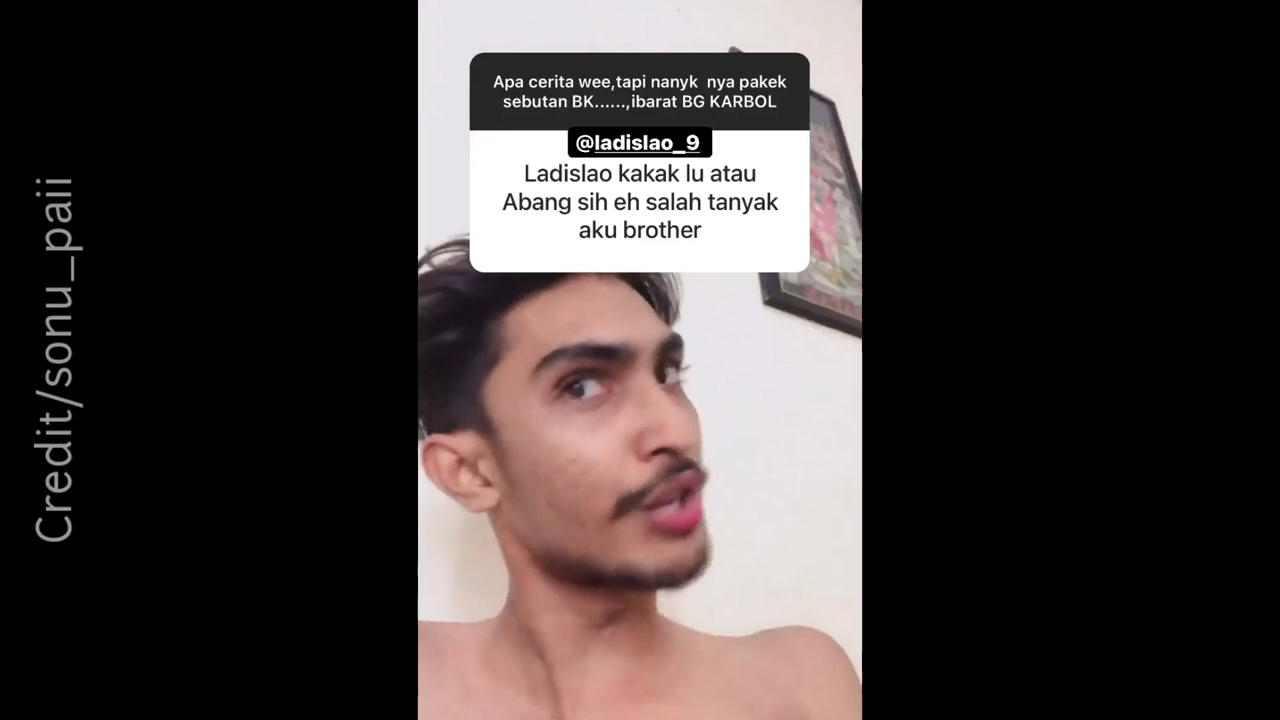 Apa cerita wee,tapi nanyk nya pakek
sebutan BK......,ibarat BG KARBOL
@ladislao_9
Ladislao kakak lu atau
Abang sih eh salah tanyak
aku brother
Credit/sonu_paii